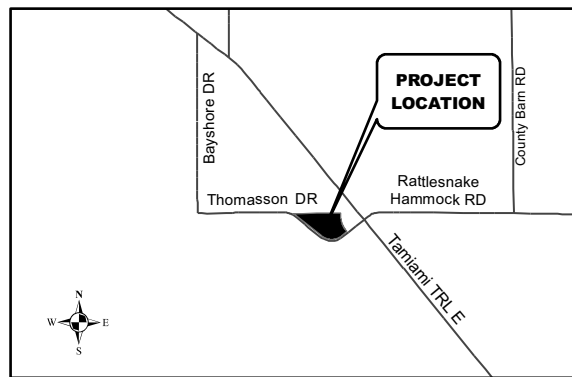 PROJECT
LOCATION
Bayshore DR
County Barn RD
Thomasson DR
Rattlesnake
Hammock RD
Tamiami TRL E
N
W E
S